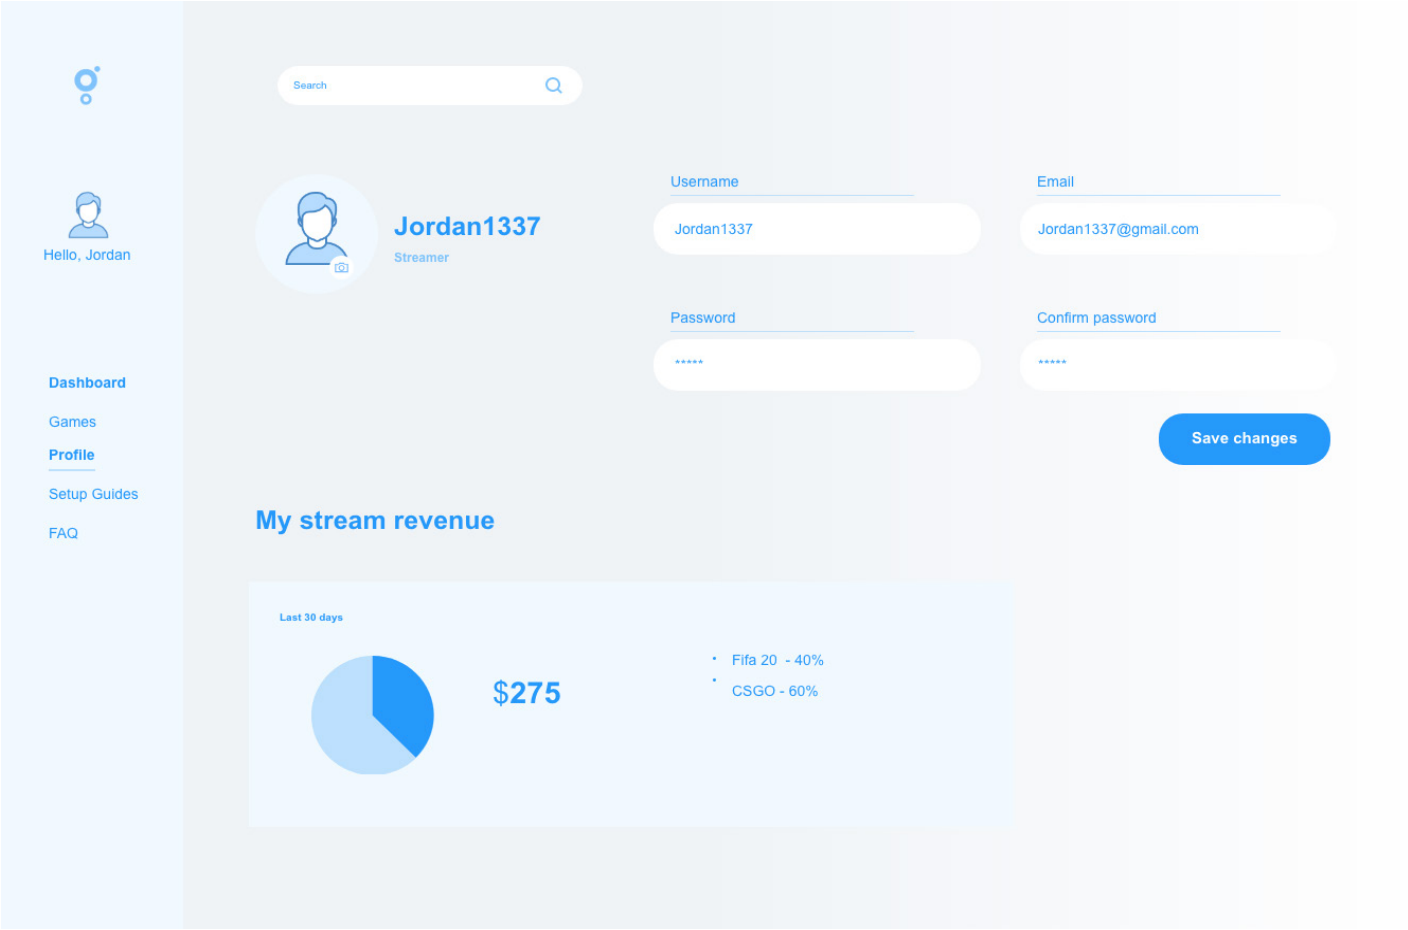 Search
Hello, Jordan
Dashboard
Games
Profile
Setup Guides
FAQ
Jordan1337
Streamer
Username
Jordan1337
Email
Jordan1337@gmail.com
Password
*****
Confirm password
*****
Save changes
My stream revenue
Last 30 days
$275
• Fifa 20 - 40%
• CSGO - 60%